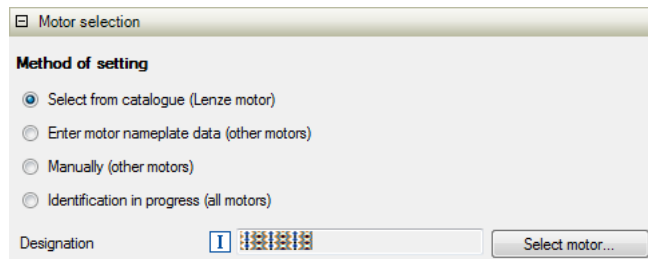 Motor selection
Method of setting
Select from catalogue (Lenze motor)
Enter motor nameplate data (other motors)
Manually (other motors)
Identification in progress (all motors)
Designation I Select motor...